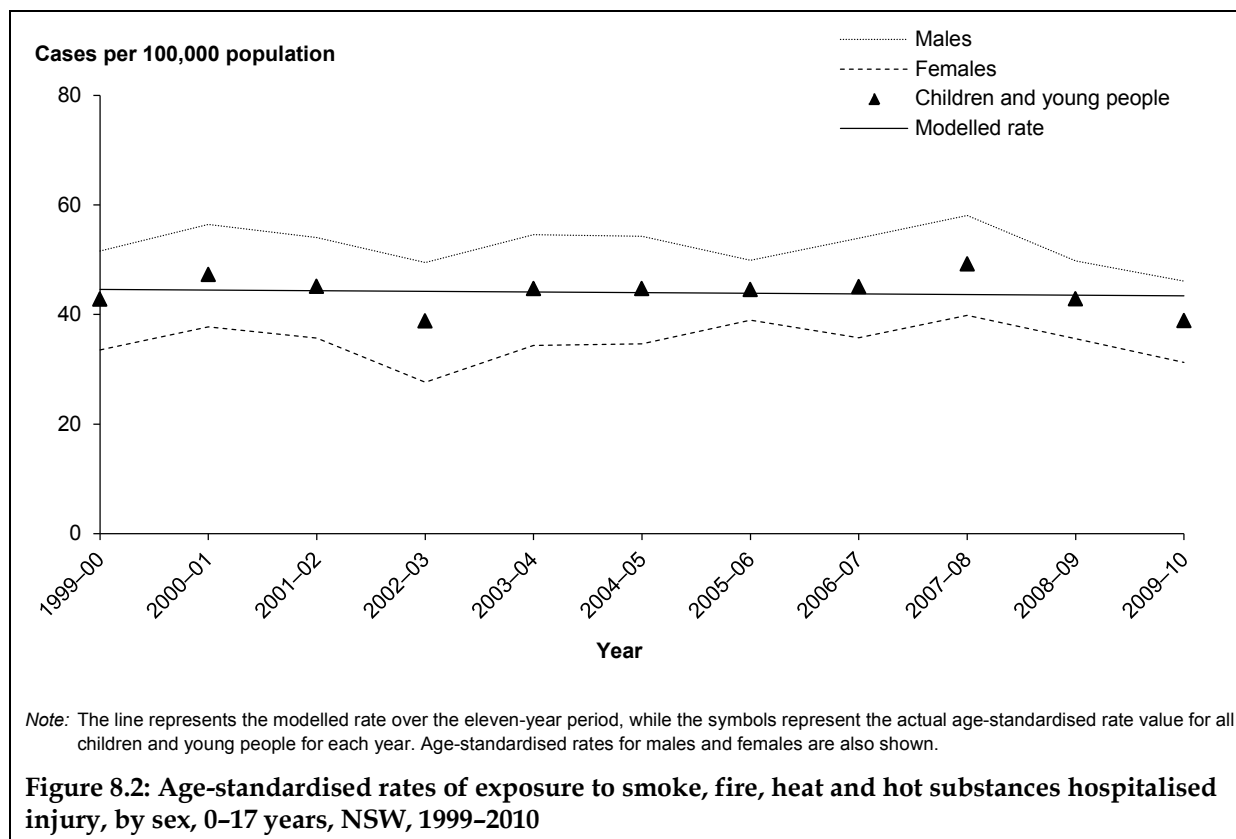 Cases per 100,000 population
Males
Females
Children and young people
Modelled rate
80
60
40
20
0
1999–00
2000–01
2001–02
2002–03
2003–04
2004–05
2005–06
2006–07
2007–08
2008–09
2009–10
Year
Note: The line represents the modelled rate over the eleven-year period, while the symbols represent the actual age-standardised rate value for all
children and young people for each year. Age-standardised rates for males and females are also shown.
Figure 8.2: Age-standardised rates of exposure to smoke, fire, heat and hot substances hospitalised
injury, by sex, 0–17 years, NSW, 1999–2010